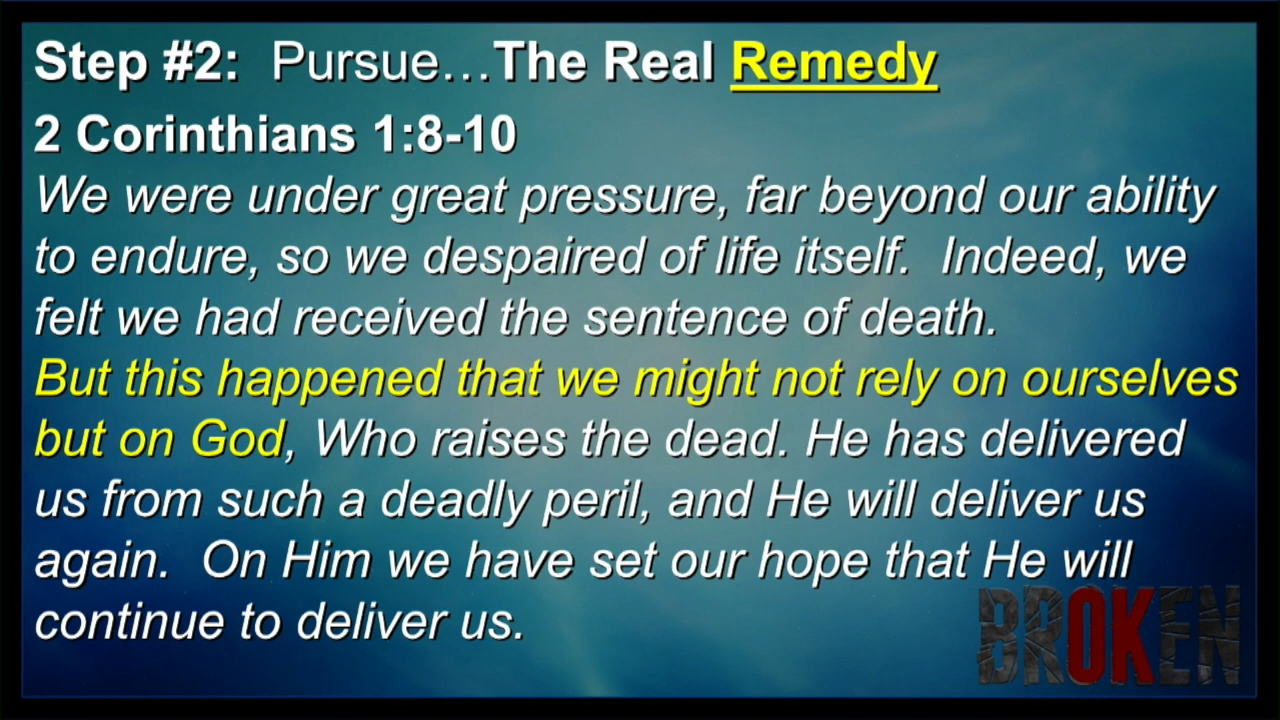 Step #2: Pursue...The Real Remedy
2 Corinthians 1:8-10
We were under great pressure, far beyond our ability
to endure, so we despaired of life itself. Indeed, we
felt we had received the sentence of death.
But this happened that we might not rely on ourselves
but on God, Who raises the dead. He has delivered
us from such a deadly peril, and He will deliver us
again. On Him we have set our hope that He will
continue to deliver us.
BROKEN